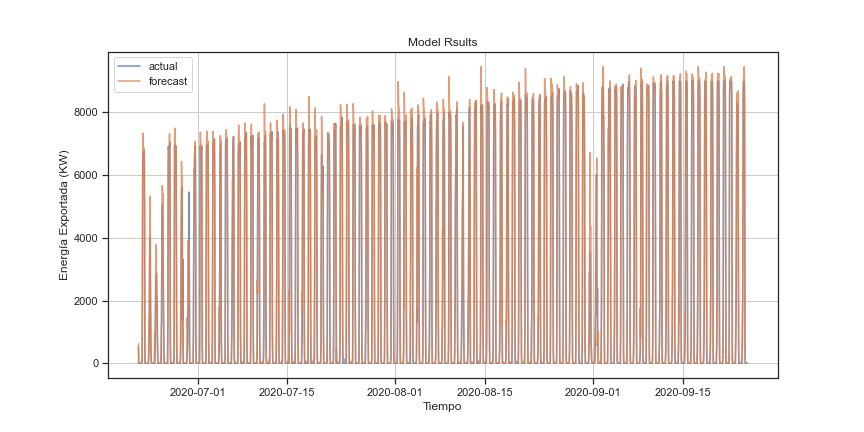 Model Rsults
actual
forecast
8000
6000
4000
2000
0
Energía Exportada (KW)
2020-07-01
2020-07-15
2020-08-01
2020-08-15
2020-09-01
2020-09-15
Tiempo